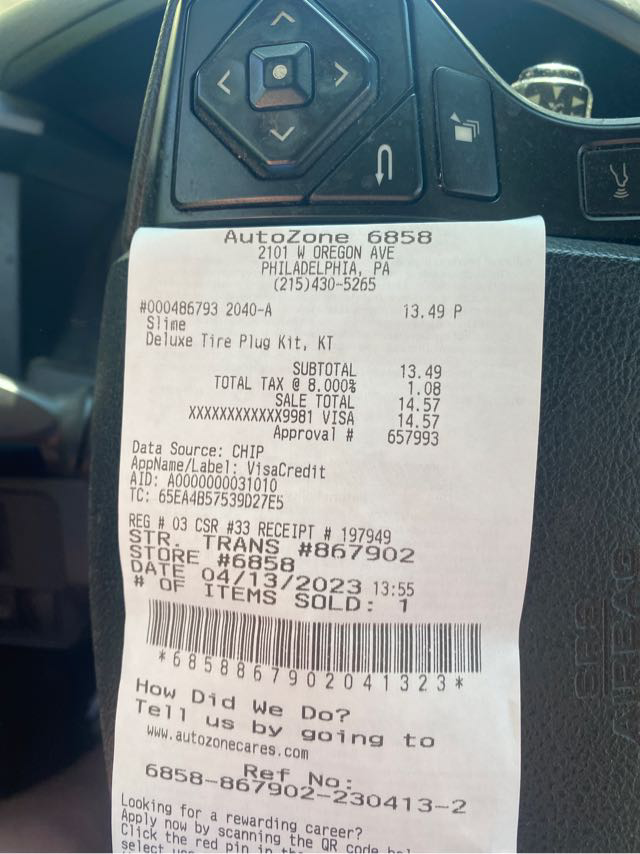 AutoZone 6858
2101 W OREGON AVE
PHILADELPHIA, PA
(215)430-5265
#000486793 2040-A 13.49 P
Slime
Deluxe Tire Plug Kit, KT
SUBTOTAL 13.49
TOTAL TAX @ 8.000% 1.08
SALE TOTAL 14.57
XXXXXXXXXXXX9981 VISA 14.57
Approval # 657993
Data Source: CHIP
AppName/Label: VisaCredit
AID: A0000000031010
TC: 65EA4B57539D27E5
REG # 03 CSR #33 RECEIPT # 197949
STR. TRANS #867902
STORE #6858
DATE 04/13/2023 13:55
# OF ITEMS SOLD: 1
*6858867902041323*
How Did We Do?
Tell us by going to
www.autozonecares.com
Ref No:
6858-867902-230413-2
Looking for a rewarding career?
Apply now by scanning the QR code
Click the red pin in
select
SRS
AIRBAG